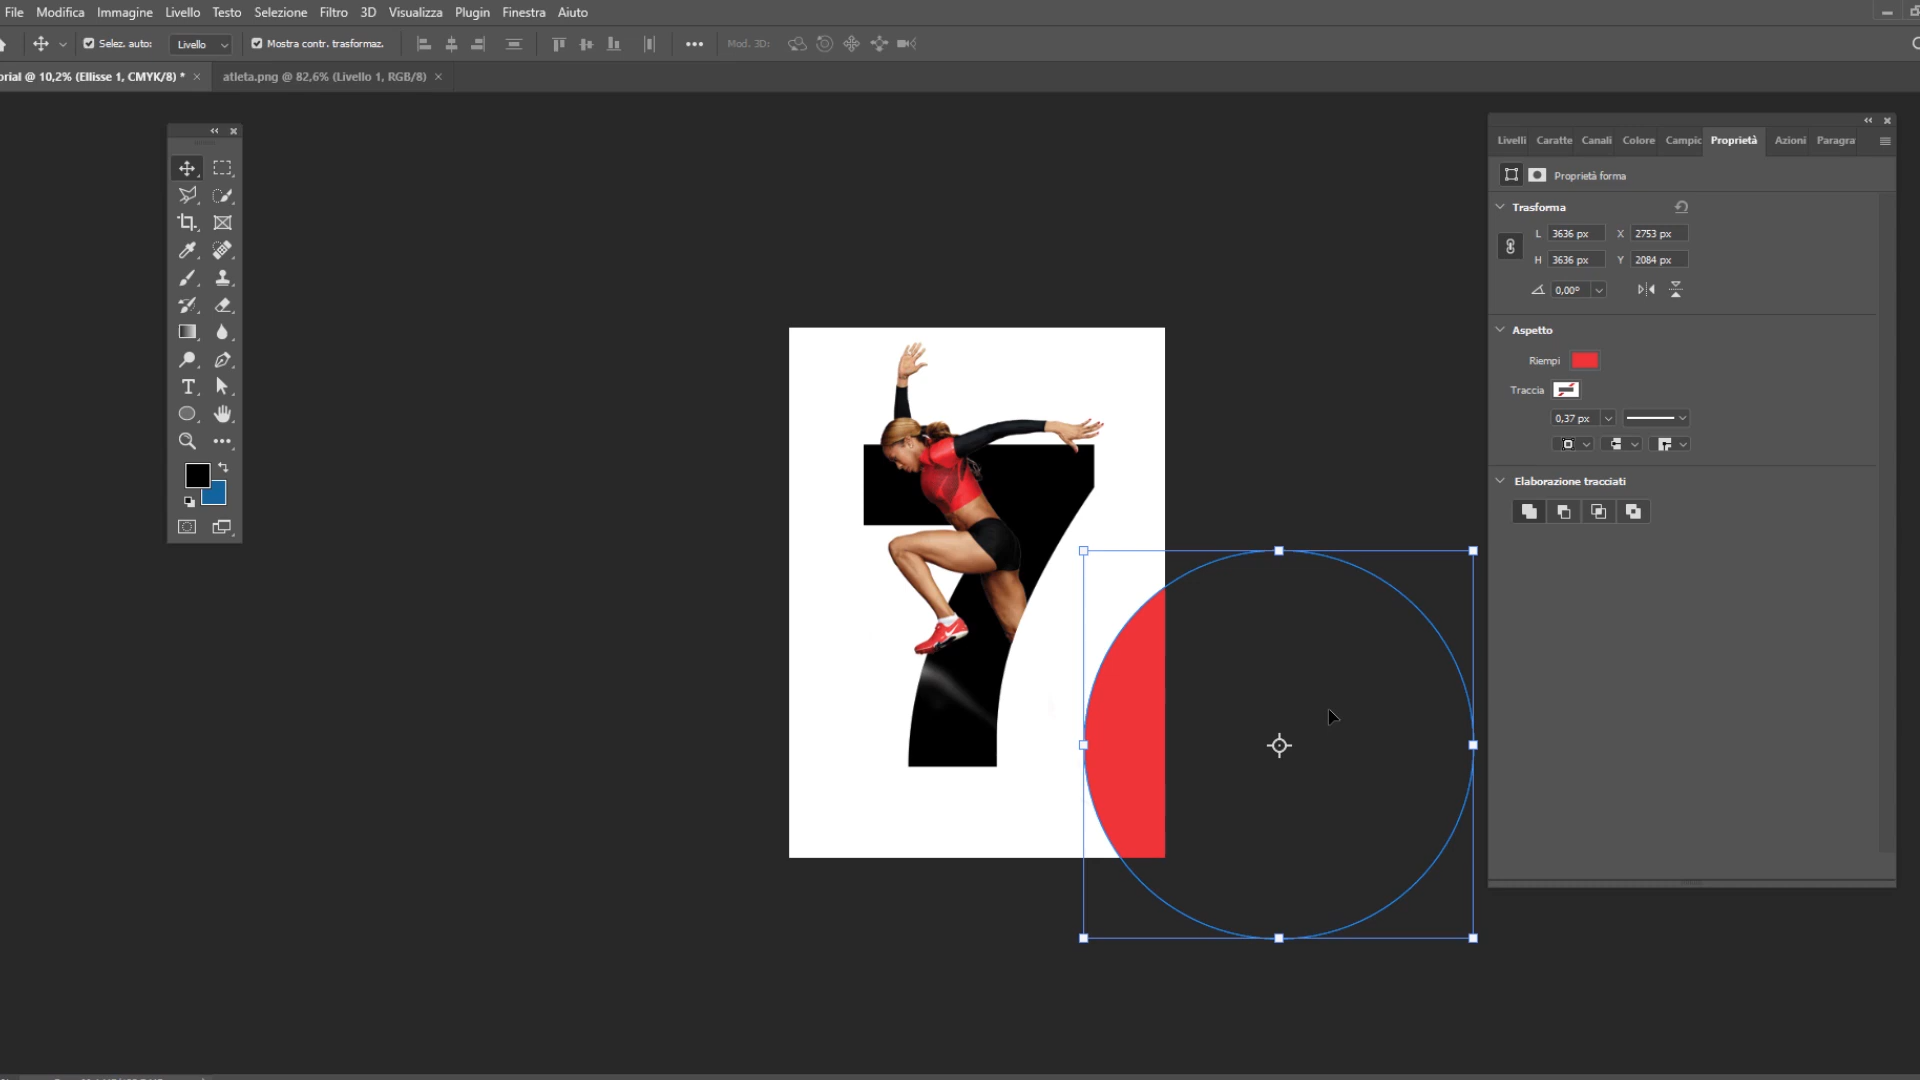 File Modifica Immagine Livello Testo Selezione Filtro 3D Visualizza Plugin Finestra Aiuto
Selez. auto: Livello Mostra contr. trasformaz. Mod. 3D:
orial @ 10,2% (Ellisse 1, CMYK/8) * × atleta.png @ 82,6% (Livello 1, RGB/8) ×
Livelli Caratte Canali Colore Campic Proprietà Azioni Paragra
Proprietà forma
Trasforma
L 3636 px X 2753 px
H 3636 px Y 2084 px
0,00°
Aspetto
Riempi
Traccia
0,37 px
Elaborazione tracciati
7